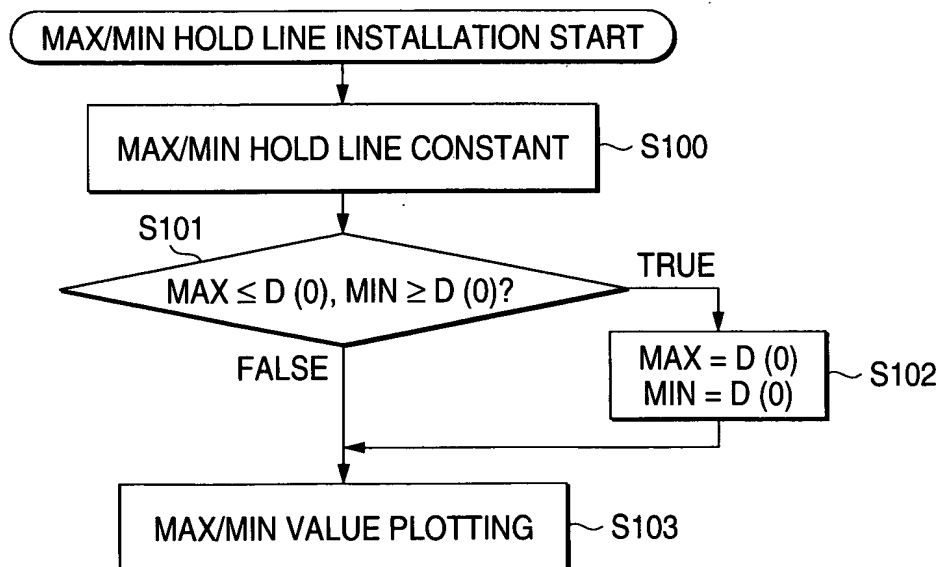 MAX/MIN HOLD LINE INSTALLATION START
MAX/MIN HOLD LINE CONSTANT
S100
S101
MAX ≤ D (0), MIN ≥ D (0)?
TRUE
FALSE
MAX = D (0)
MIN = D (0)
S102
MAX/MIN VALUE PLOTTING
S103